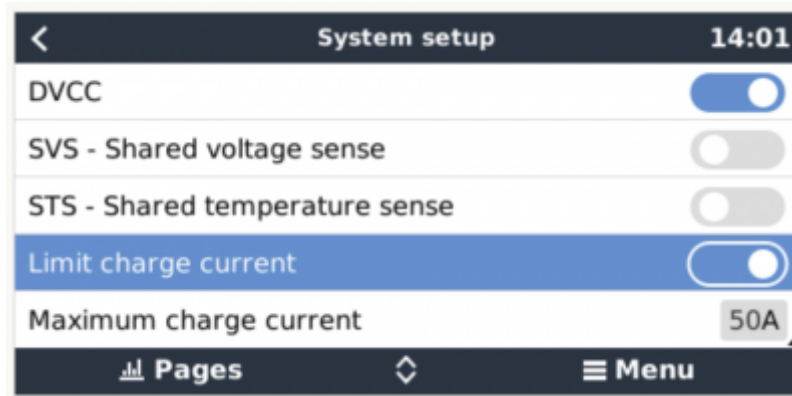 System setup 14:01
DVCC
SVS - Shared voltage sense
STS - Shared temperature sense
Limit charge current
Maximum charge current 50A
Pages Menu